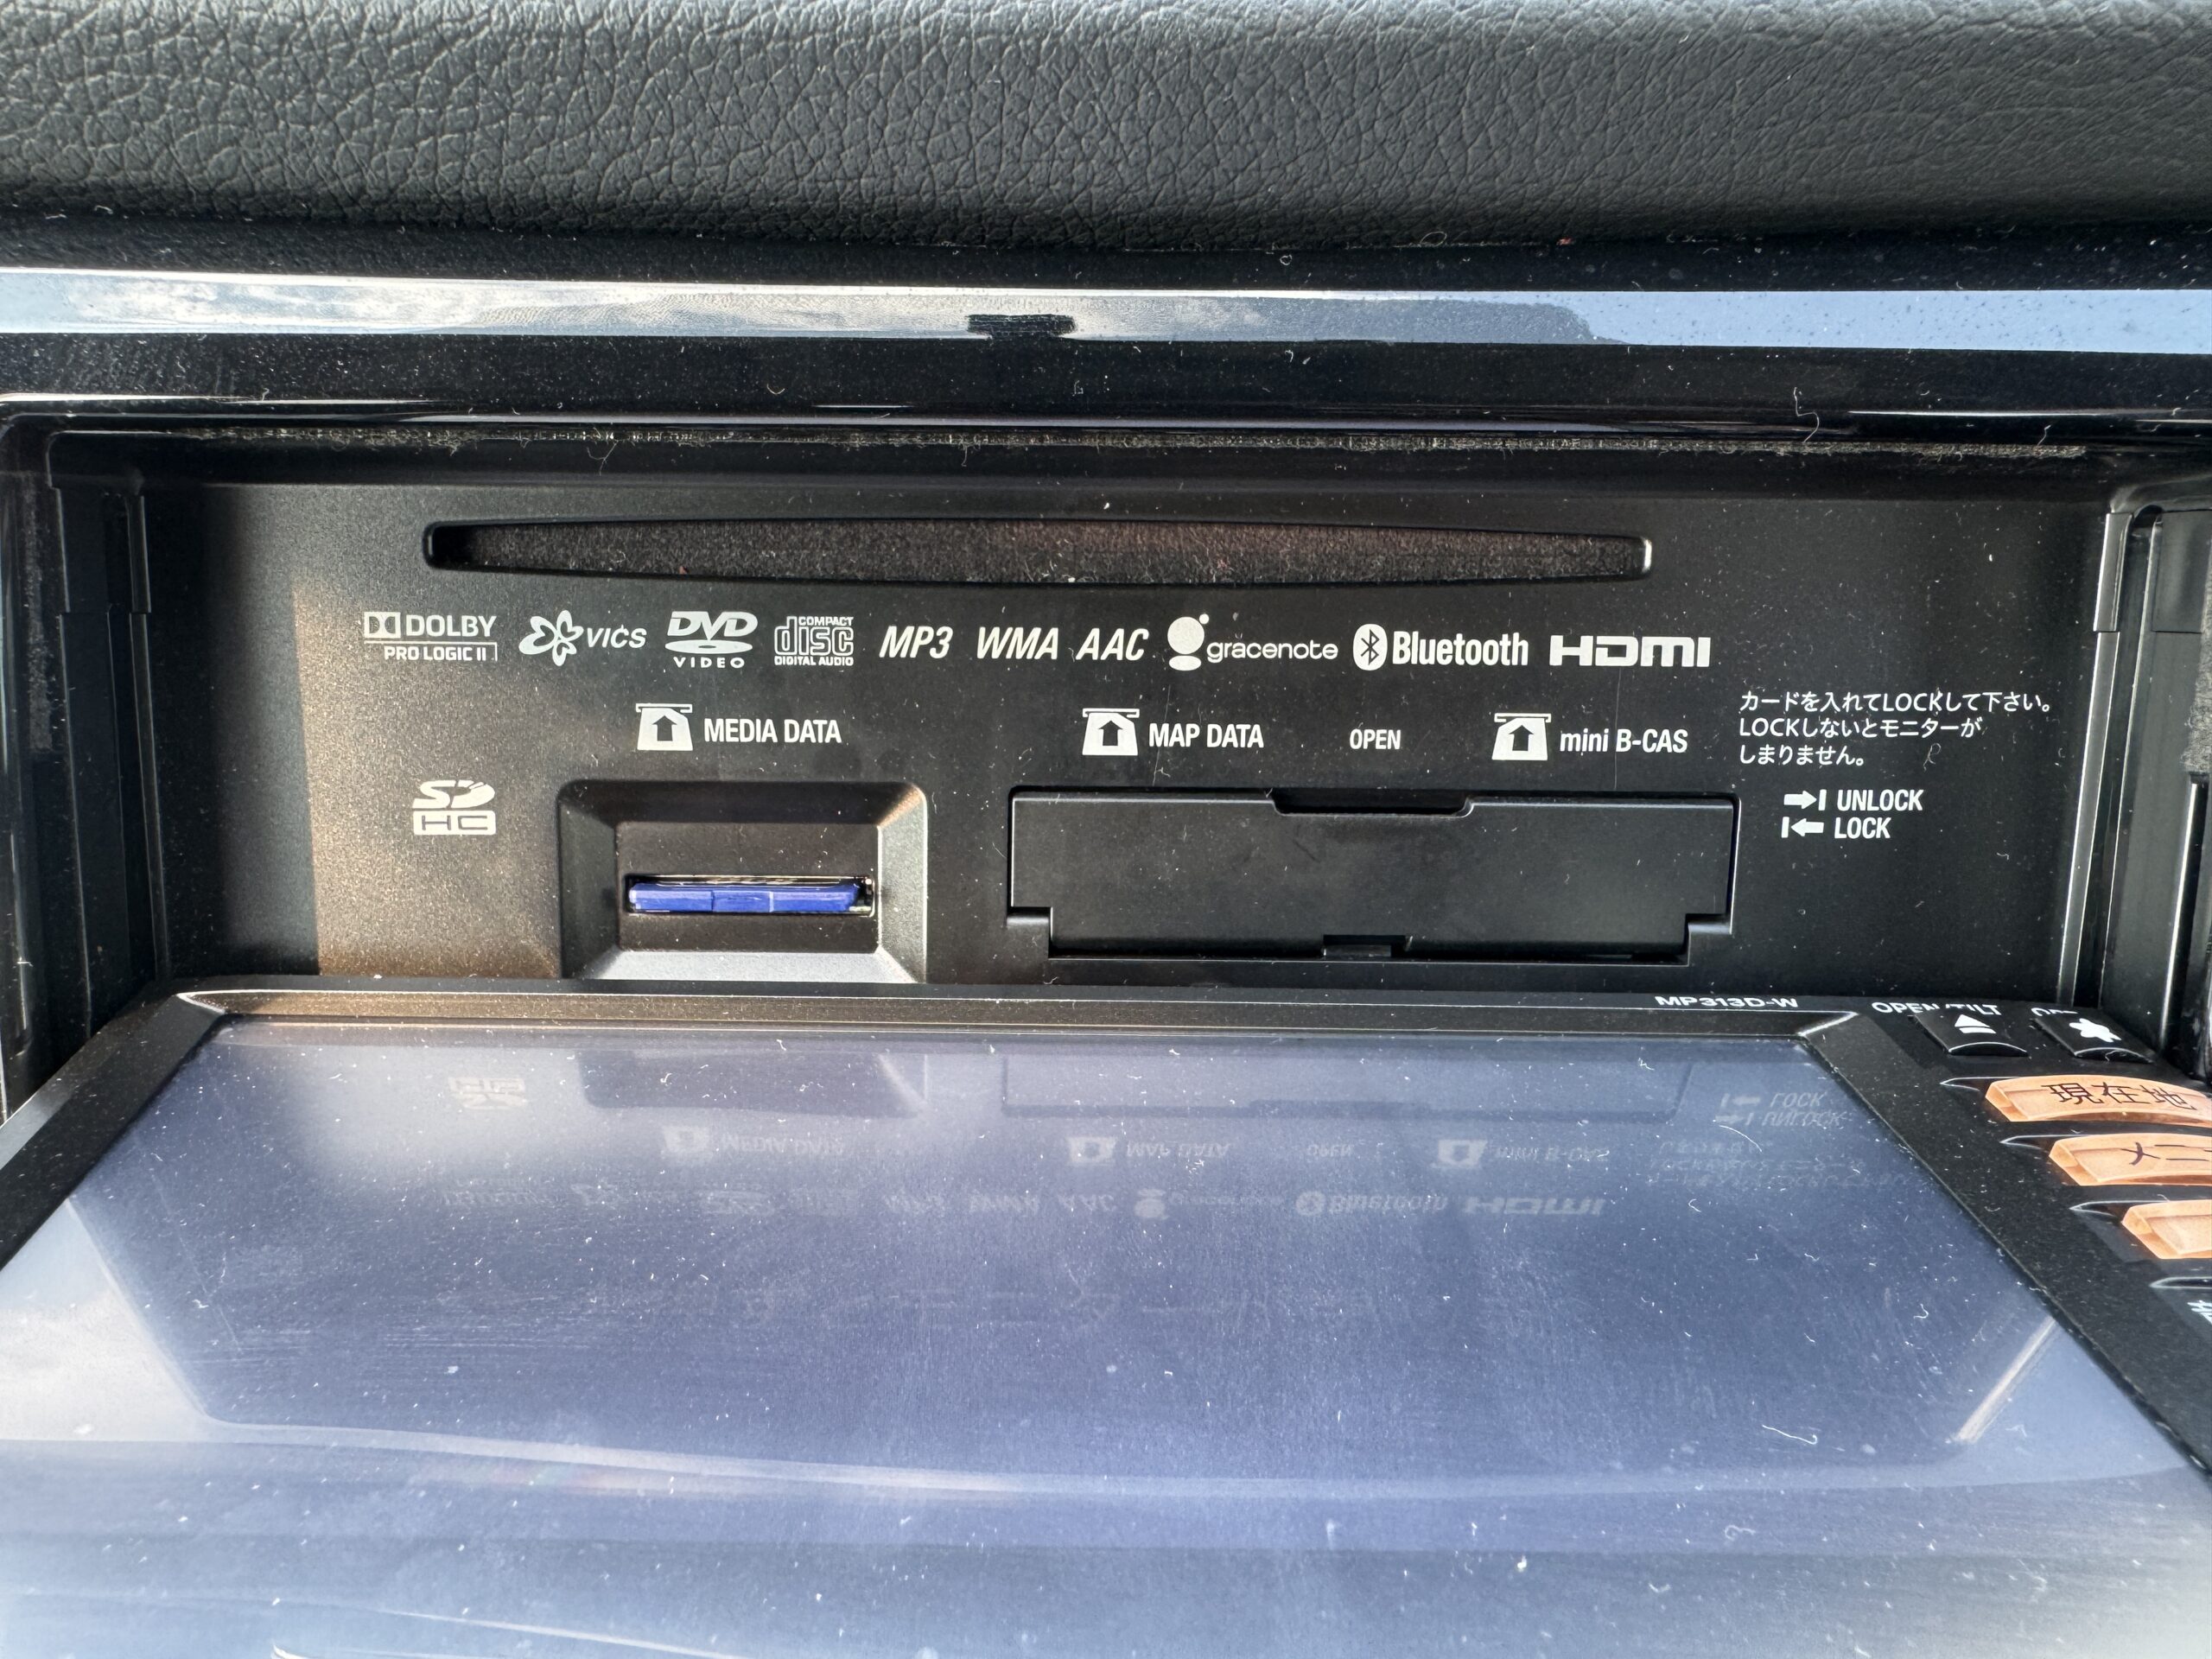 DOLBY
PRO LOGIC II
VICS
DVD
VIDEO
COMPACT
disc
DIGITAL AUDIO
MP3 WMA AAC
gracenote
Bluetooth
HDMI
MEDIA DATA
MAP DATA
OPEN
mini B-CAS
カードを入れてLOCKして下さい。
LOCKしないとモニターが
しまりません。
SD
HC
UNLOCK
LOCK
MP313D-W
OPEN/TILT
現在地